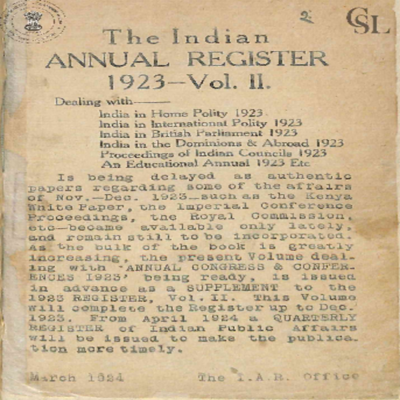 2
CSL
The Indian
ANNUAL REGISTER
1923—Vol. II.
Dealing with——
India in Home Polity 1923
India in International Polity 1923
India in British Parliament 1923
India in the Dominions & Abroad 1923
Proceedings of Indian Councils 1923
An Educational Annual 1923 Etc
Is being delayed as authentic
papers regarding some of the affairs
of Nov.—Dec. 1923—such as the Kenya
White Paper, the Imperial Conference
Proceedings, the Royal Commission,
etc—became available only lately,
and remain still to be incorporated.
As the bulk of the book is greatly
increasing, the present Volume deal-
ing with 'ANNUAL CONGRESS & CONFER-
ENCES 1923' being ready, is issued
in advance as a SUPPLEMENT to the
1923 REGISTER, Vol. II. This Volume
will complete the Register up to Dec.
1923. From April 1924 a QUARTERLY
REGISTER of Indian Public Affairs
will be issued to make the publica-
tion more timely.
March 1924 The I.A.R. Office